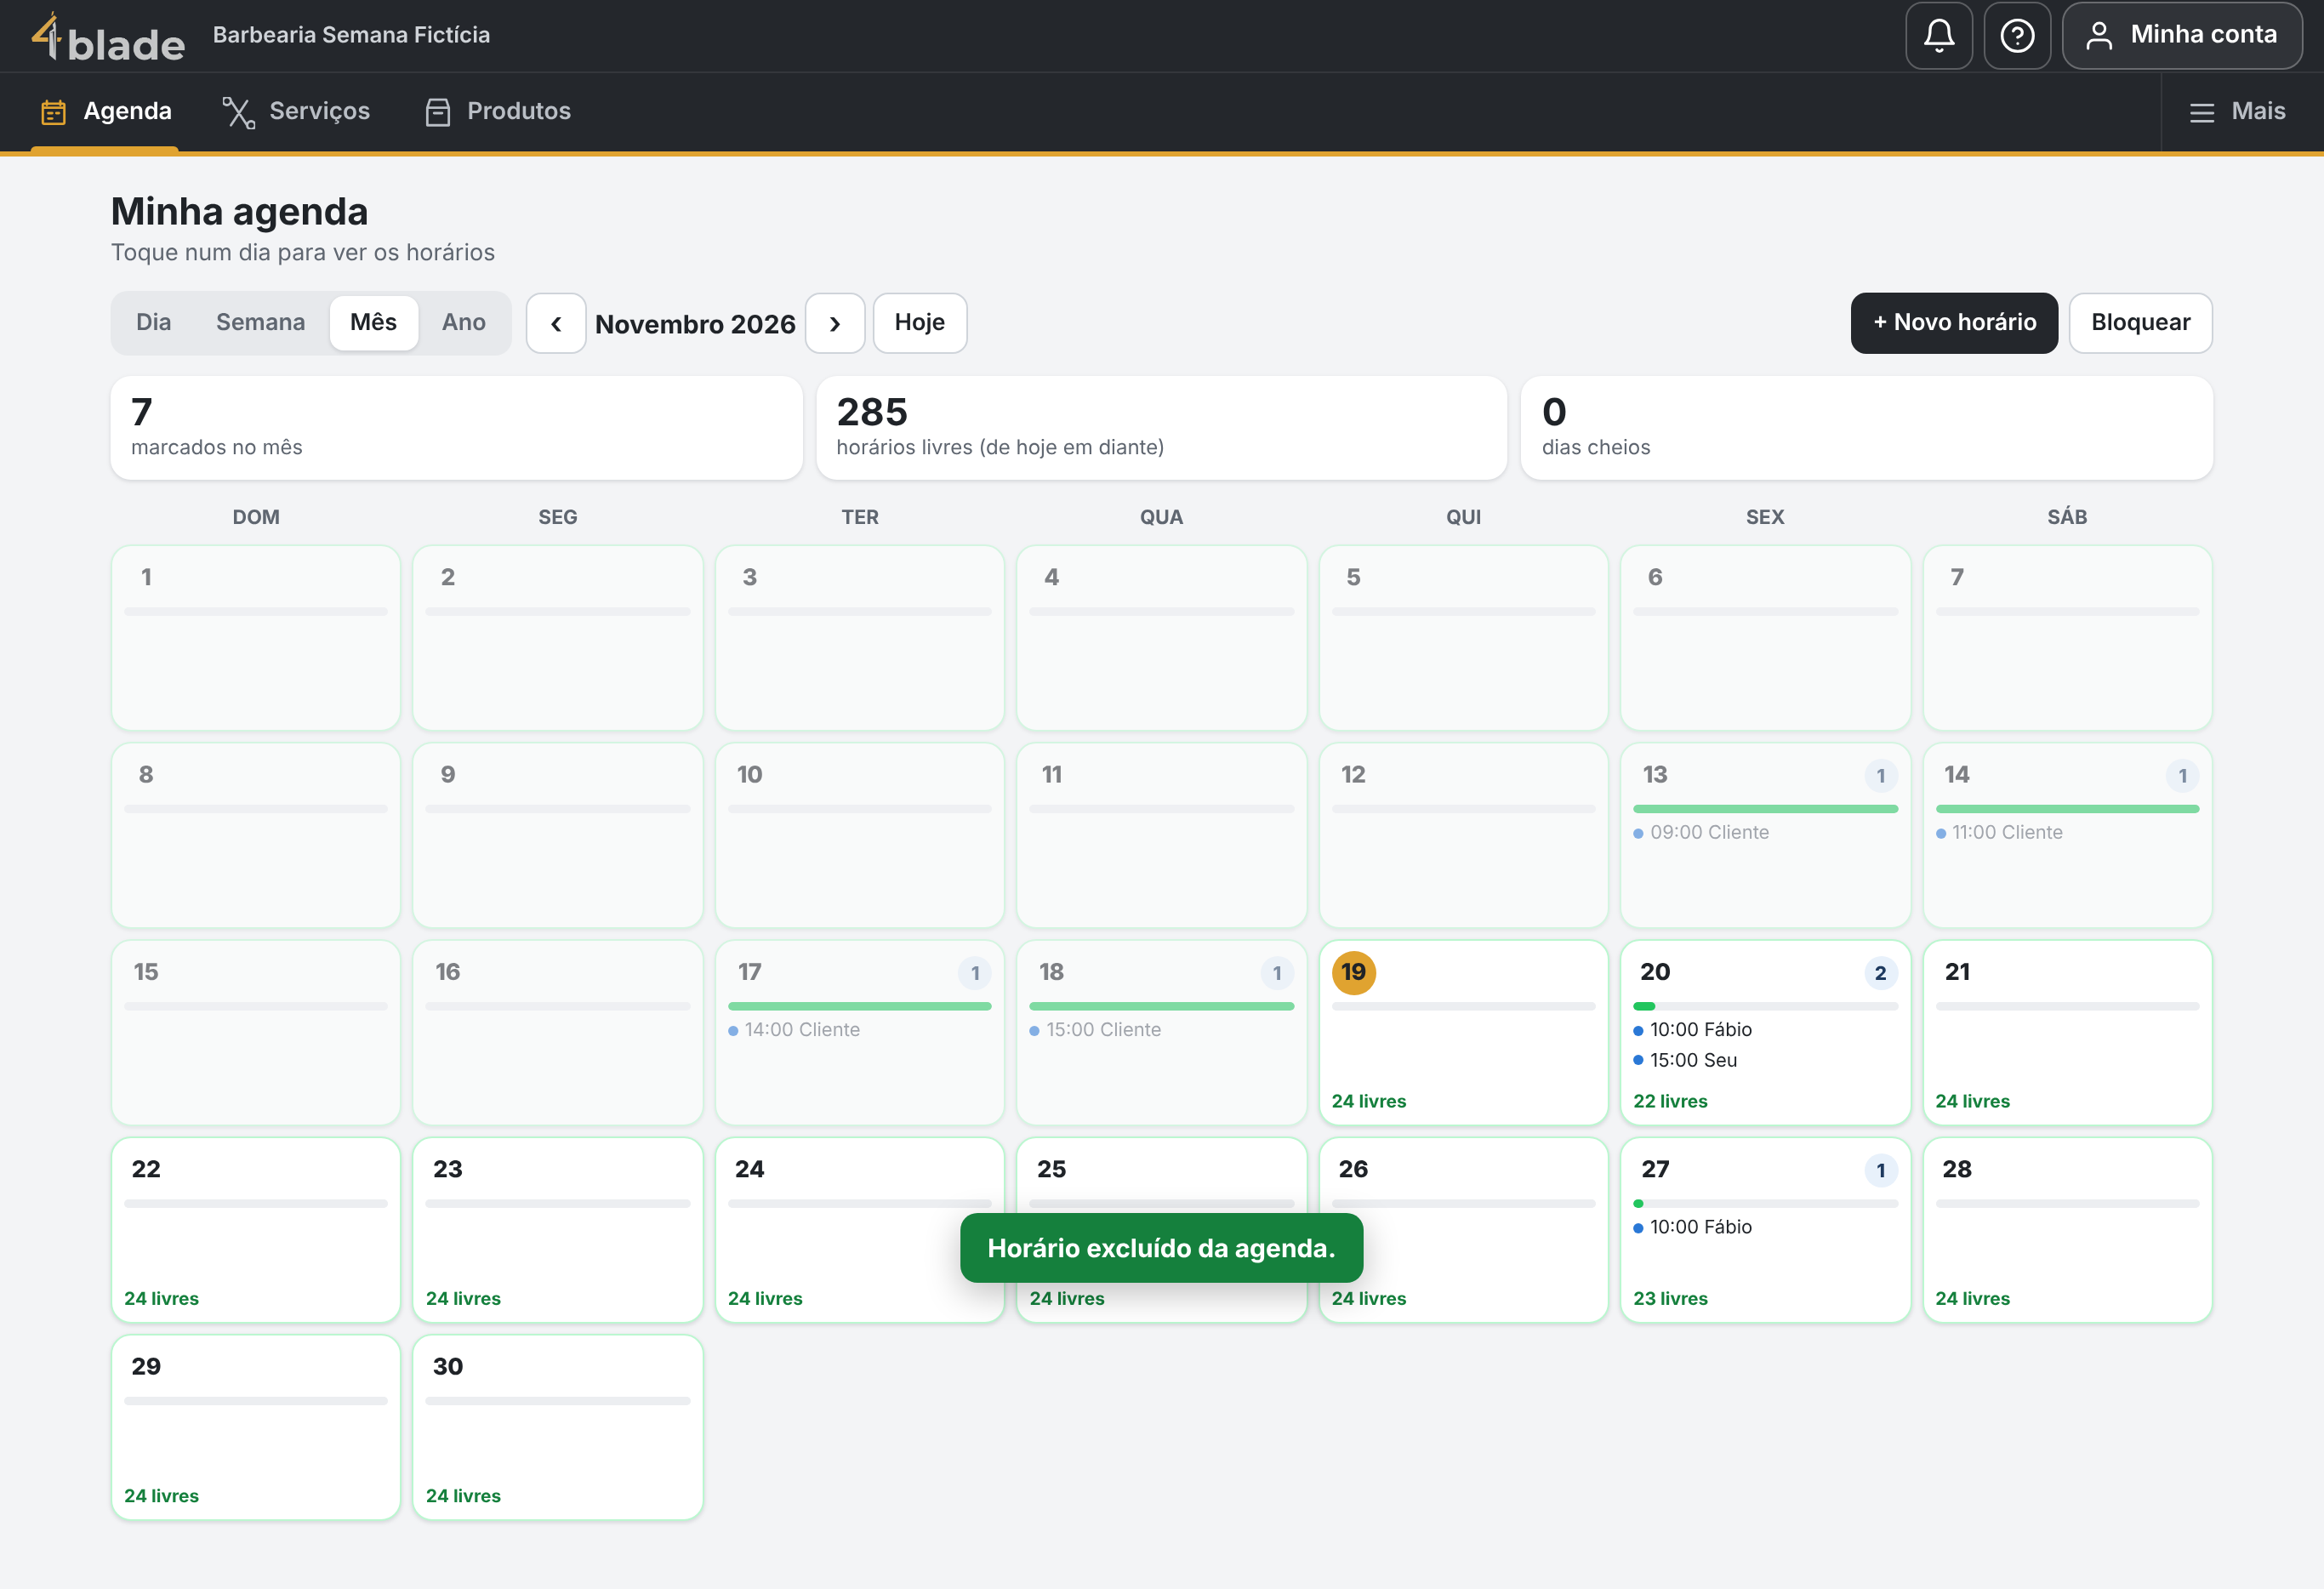 4blade Barbearia Semana Fictícia Minha conta
Agenda Serviços Produtos Mais
Minha agenda
Toque num dia para ver os horários
Dia Semana Mês Ano ‹ Novembro 2026 › Hoje + Novo horário Bloquear
7 285 0
marcados no mês horários livres (de hoje em diante) dias cheios
DOM SEG TER QUA QUI SEX SÁB
1 2 3 4 5 6 7
8 9 10 11 12 13 1 14 1
09:00 Cliente 11:00 Cliente
15 16 17 1 18 1 19 20 2 21
14:00 Cliente 15:00 Cliente 10:00 Fábio
15:00 Seu
24 livres 22 livres 24 livres
22 23 24 25 26 27 1 28
10:00 Fábio
Horário excluído da agenda.
24 livres 24 livres 24 livres 24 livres 24 livres 23 livres 24 livres
29 30
24 livres 24 livres